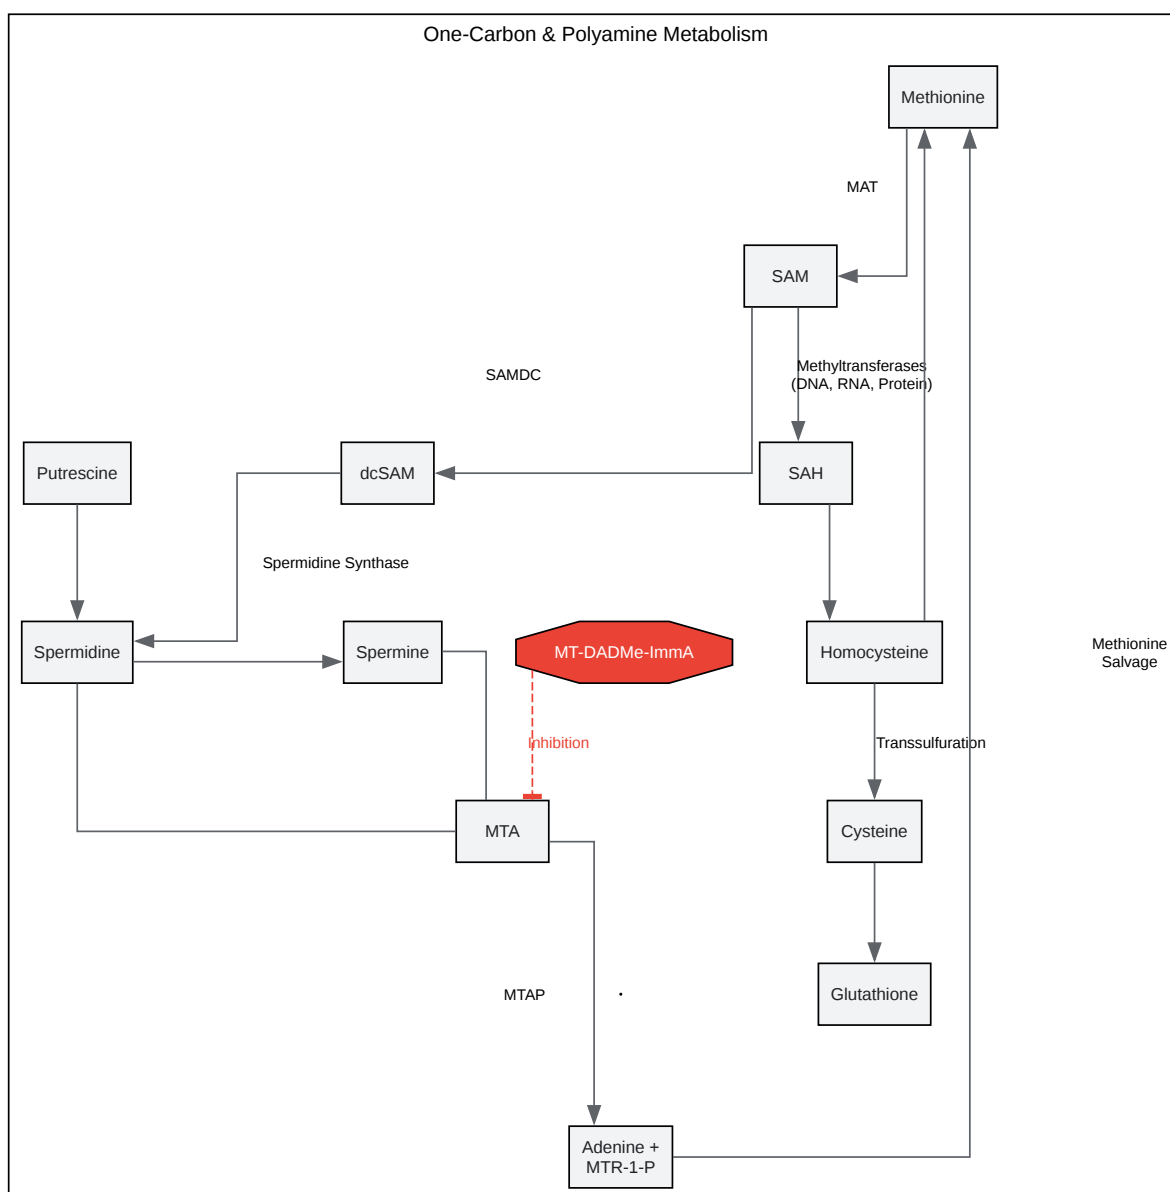 One-Carbon & Polyamine Metabolism
Methionine
MAT
SAM
Methyltransferases
(DNA, RNA, Protein)
SAMDC
Putrescine
dcSAM
SAH
Spermidine Synthase
Spermidine
Spermine
MT-DADMe-ImmA
Homocysteine
Methionine
Salvage
Inhibition
Transsulfuration
MTA
Cysteine
Glutathione
MTAP
.
Adenine +
MTR-1-P